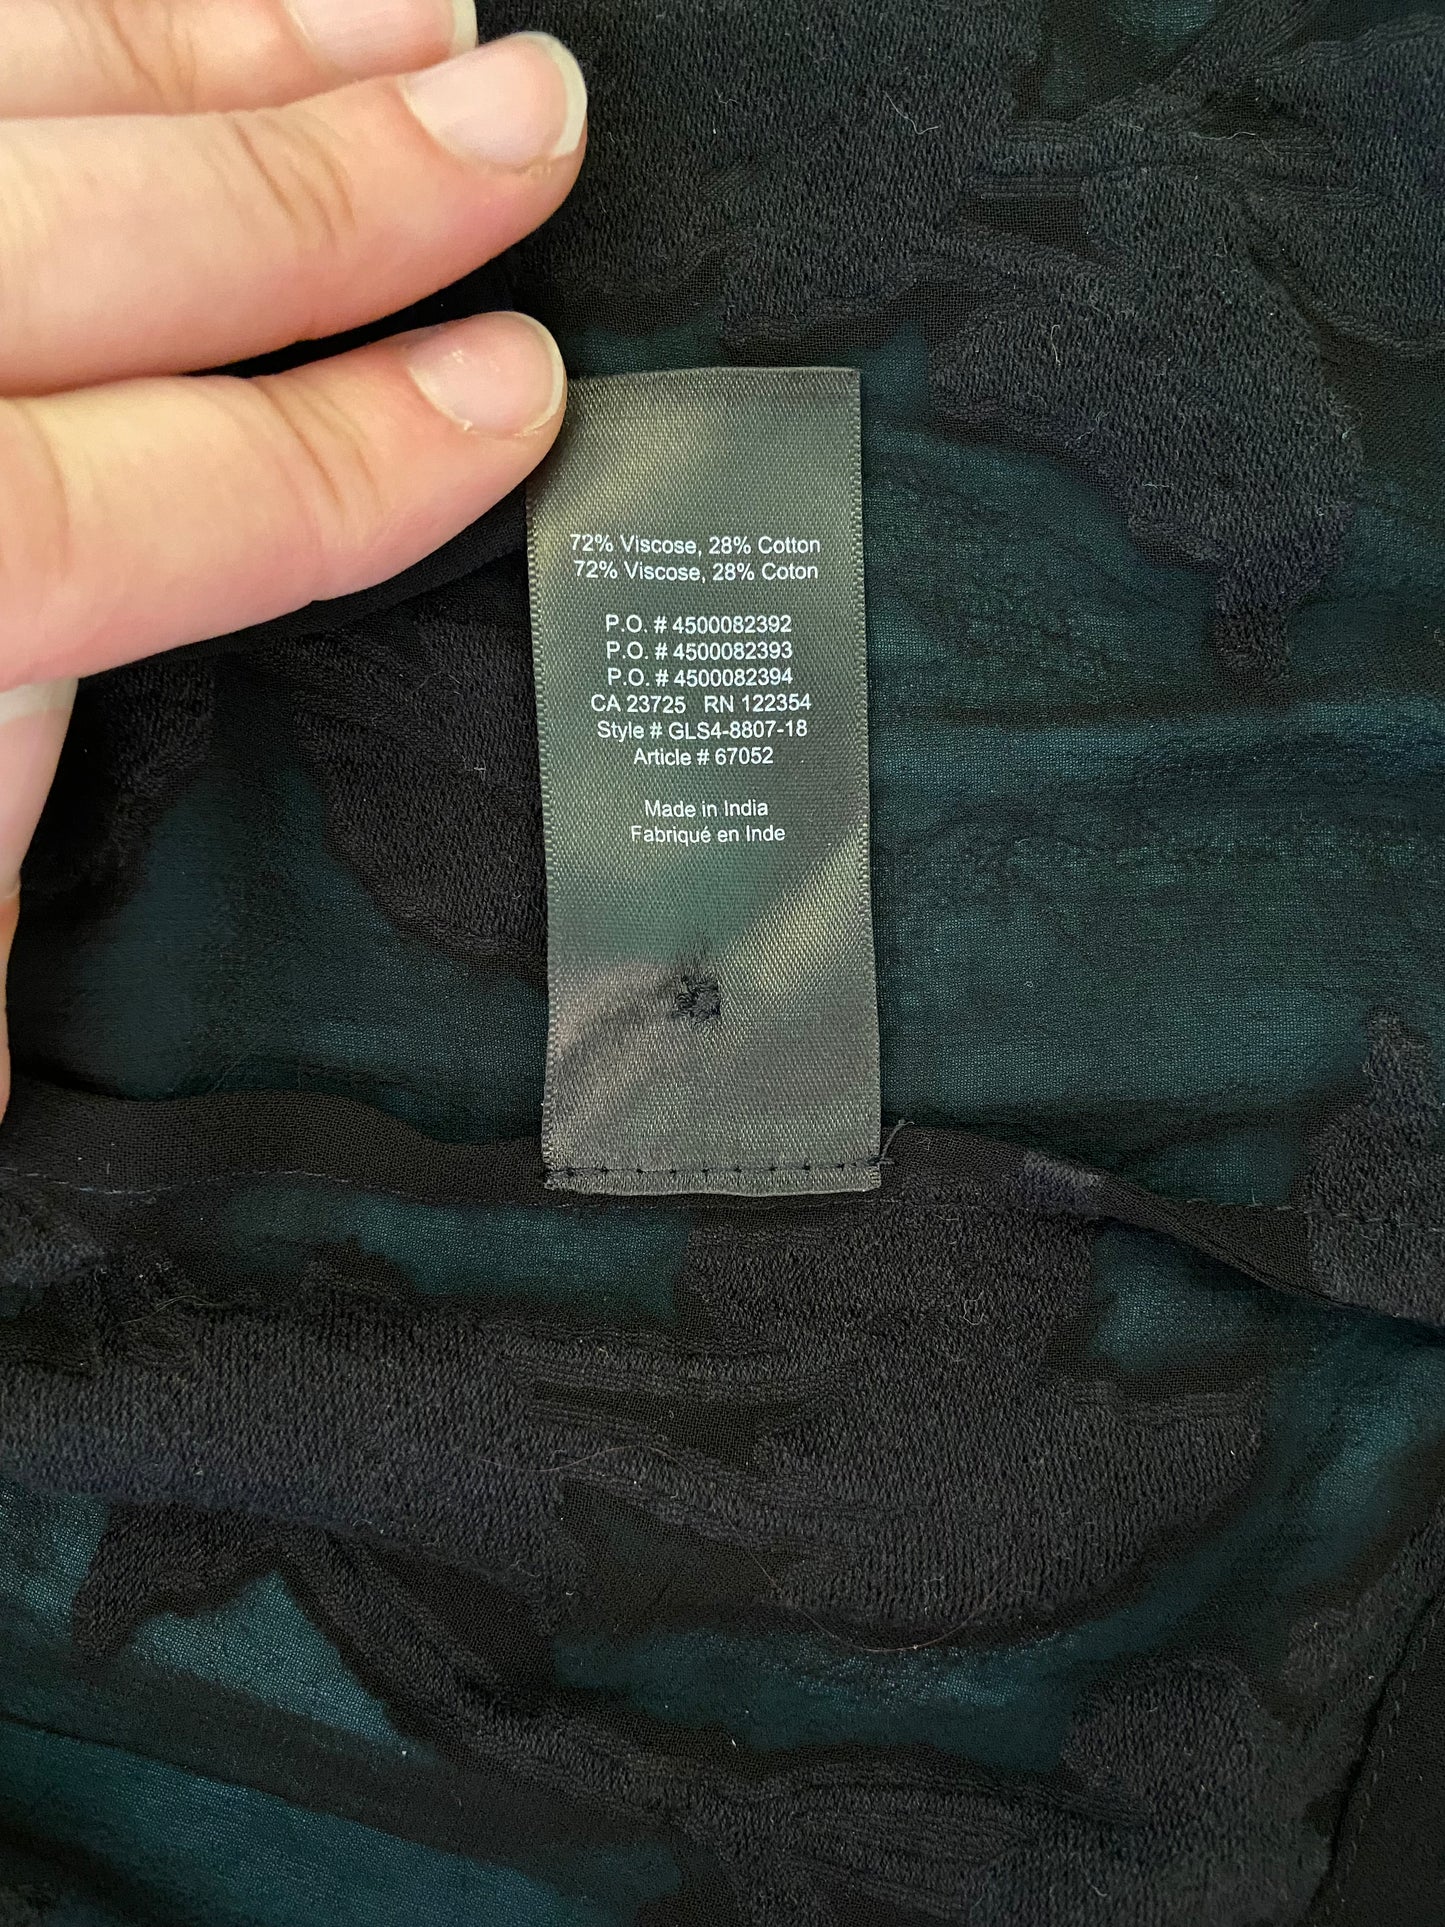 72% Viscose, 28% Cotton
72% Viscose, 28% Coton
P.O. # 4500082392
P.O. # 4500082393
P.O. # 4500082394
CA 23725 RN 122354
Style # GLS4-8807-18
Article # 67052
Made in India
Fabriqué en Inde